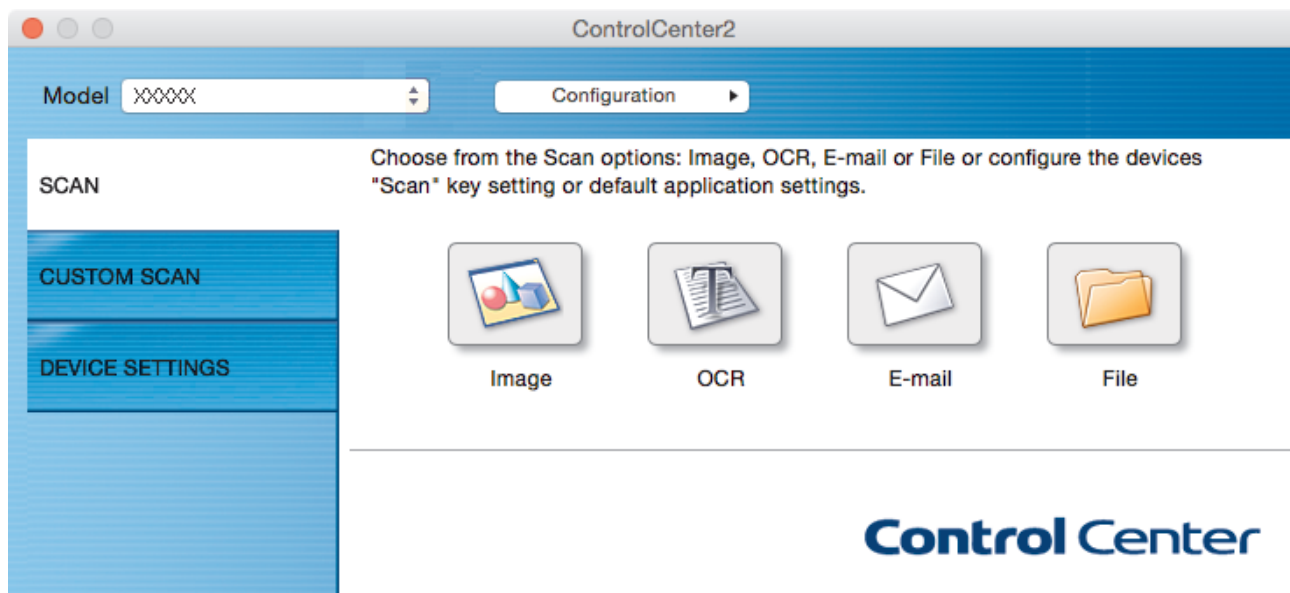 ControlCenter2
Model XXXXX Configuration
SCAN
CUSTOM SCAN
DEVICE SETTINGS
Choose from the Scan options: Image, OCR, E-mail or File or configure the devices
"Scan" key setting or default application settings.
Image OCR E-mail File
Control Center